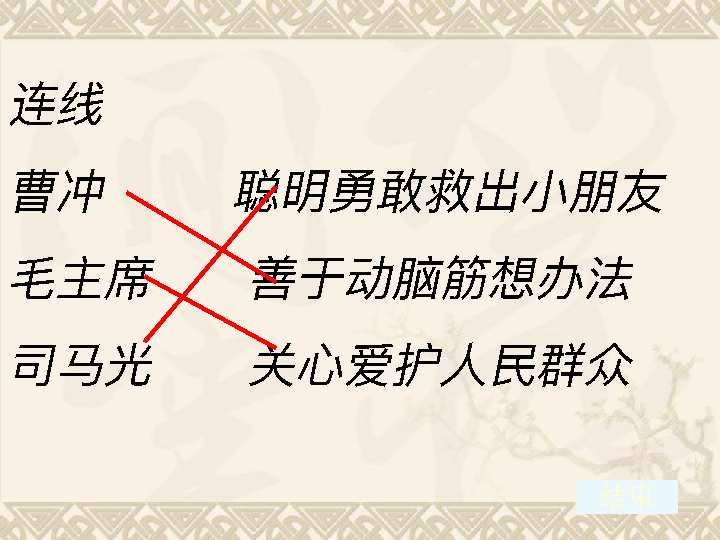 连线
曹冲 聪明勇敢救出小朋友
毛主席 善于动脑筋想办法
司马光 关心爱护人民群众
结束